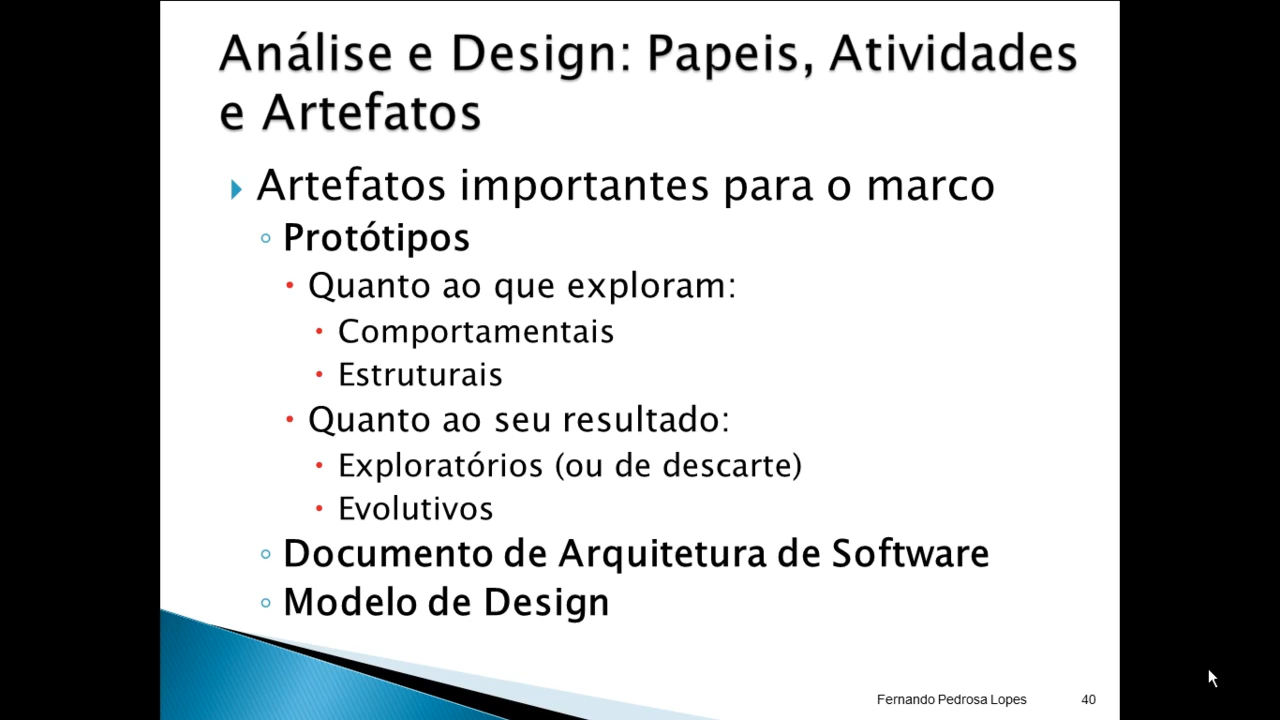 Análise e Design: Papeis, Atividades
e Artefatos
Artefatos importantes para o marco
Protótipos
Quanto ao que exploram:
Comportamentais
Estruturais
Quanto ao seu resultado:
Exploratórios (ou de descarte)
Evolutivos
Documento de Arquitetura de Software
Modelo de Design
Fernando Pedrosa Lopes 40